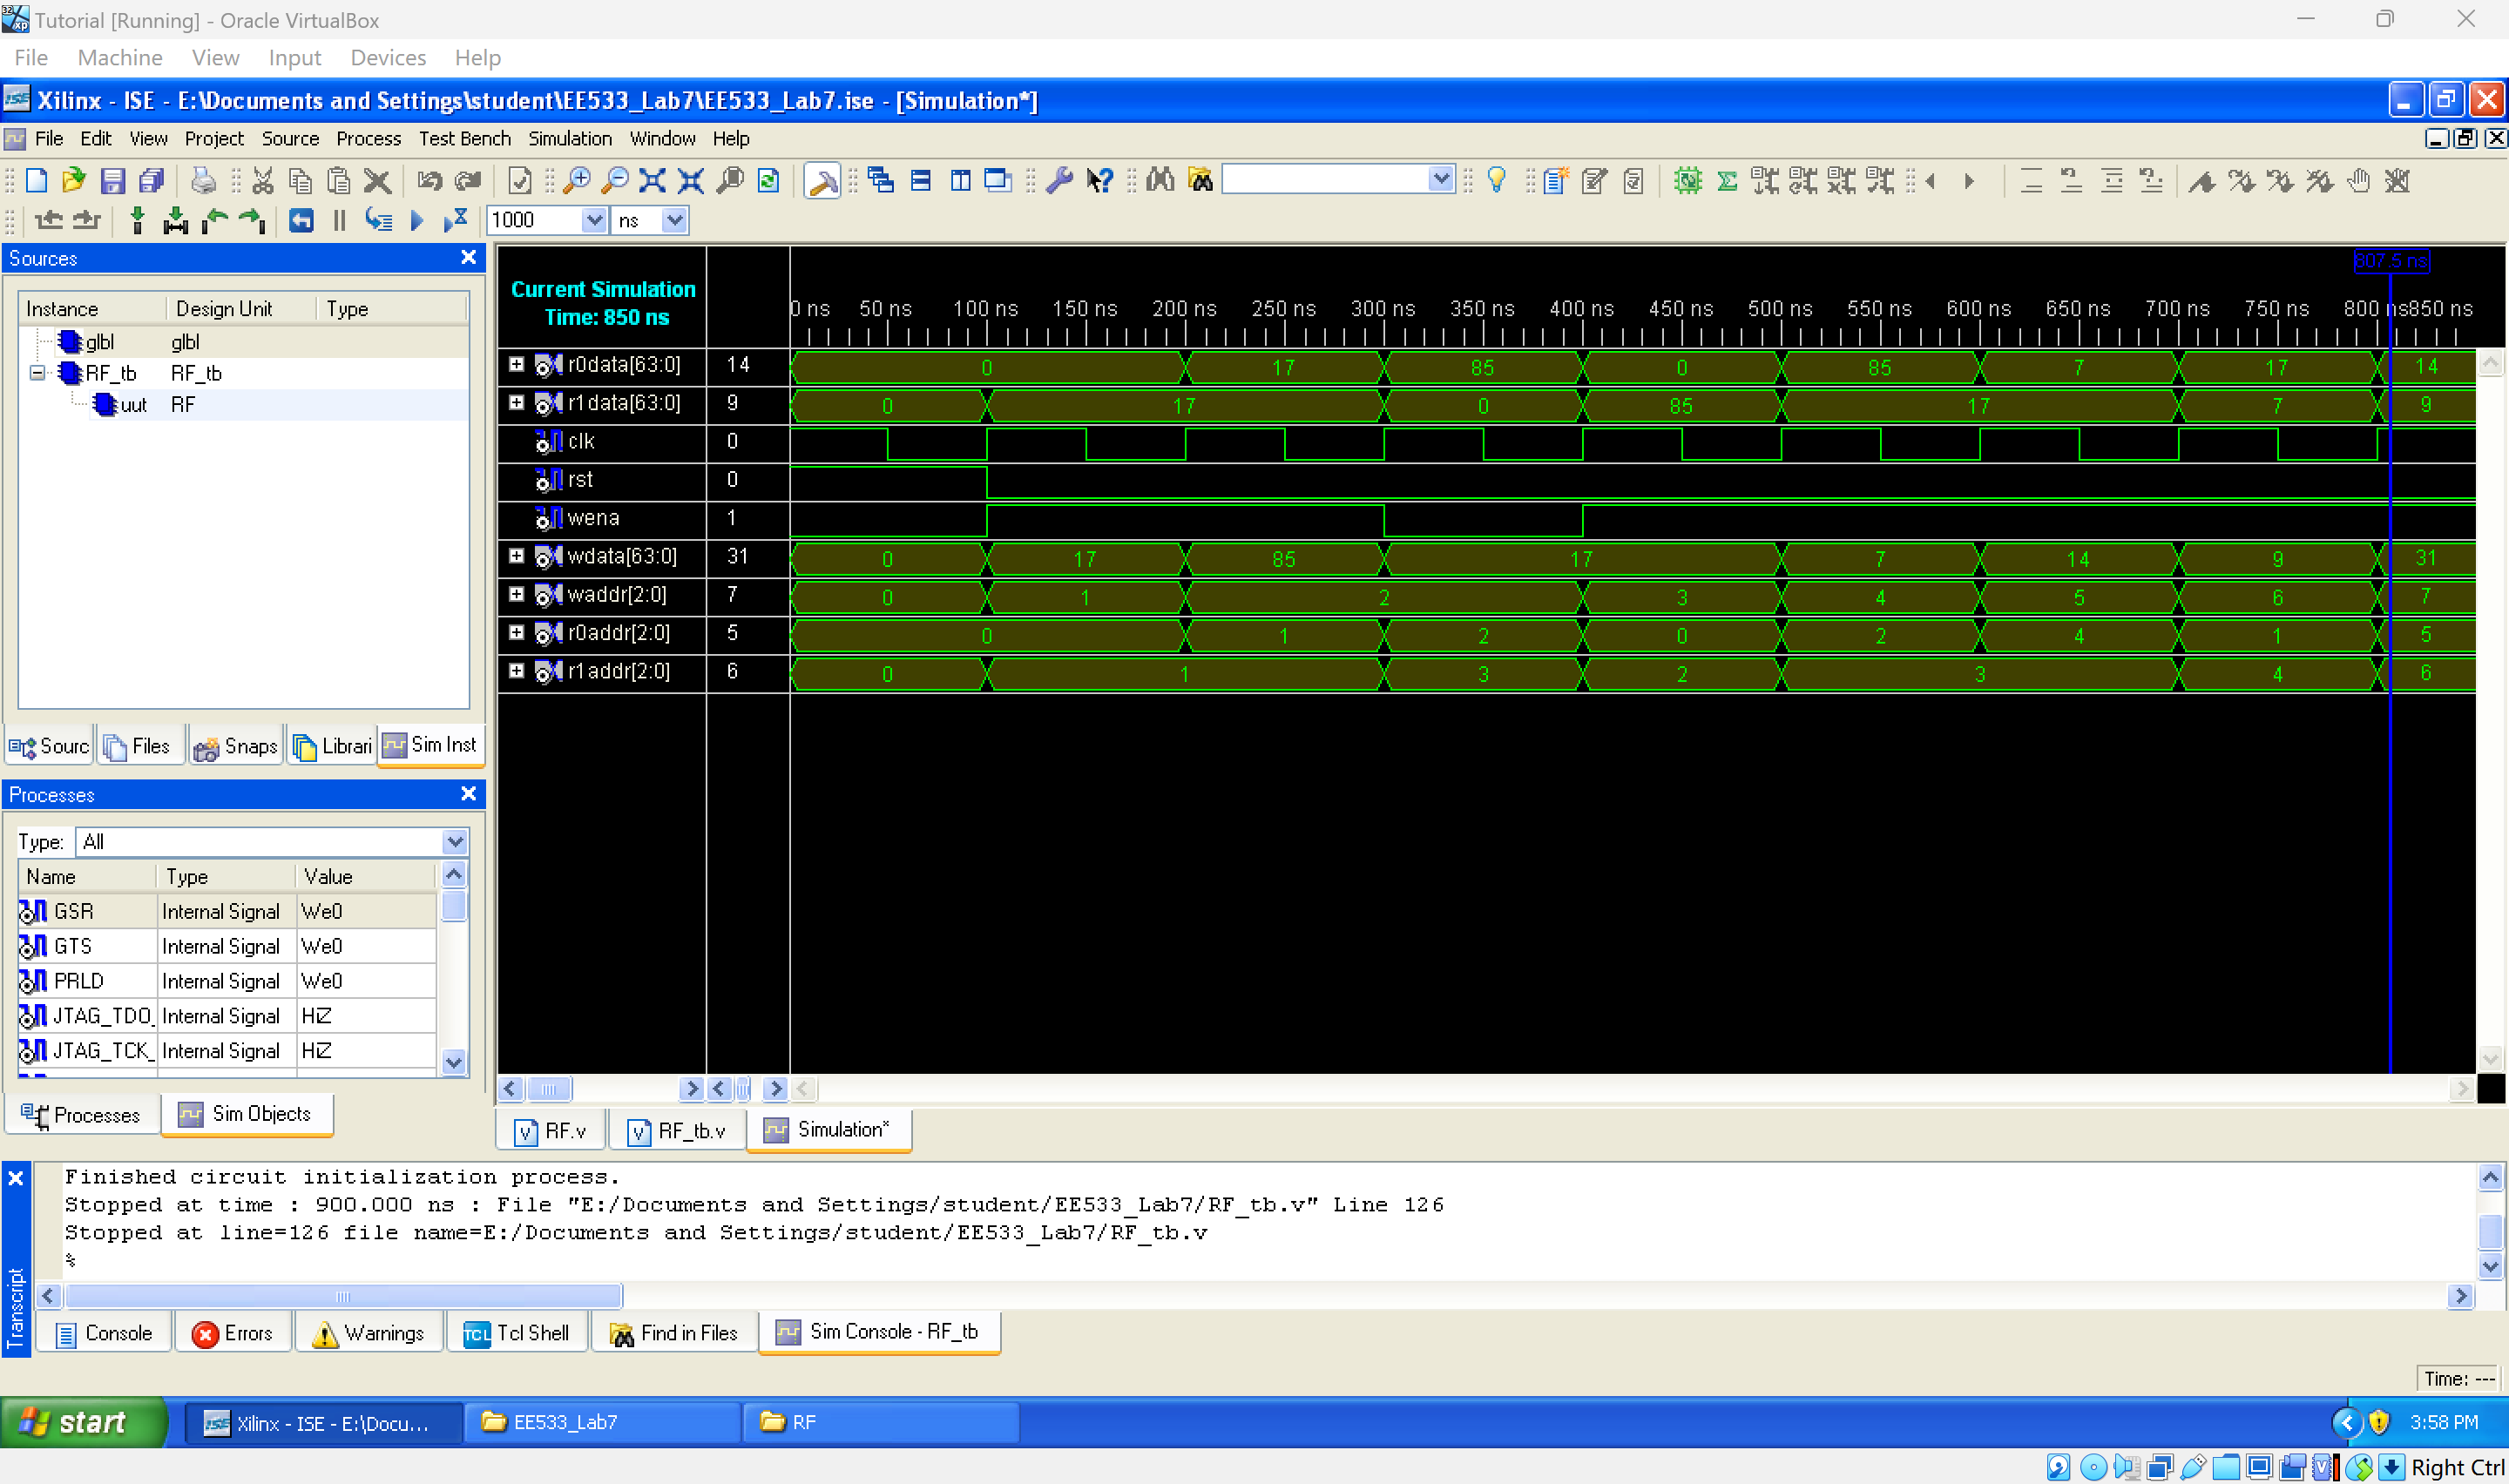 Tutorial [Running] - Oracle VirtualBox
File Machine View Input Devices Help
Xilinx - ISE - E:\Documents and Settings\student\EE533_Lab7\EE533_Lab7.ise - [Simulation*]
File Edit View Project Source Process Test Bench Simulation Window Help
1000 ns
Sources
Instance Design Unit Type
glbl glbl
RF_tb RF_tb
uut RF
Sourc Files Snaps Librari Sim Inst
Processes
Type: All
Name Type Value
GSR Internal Signal We0
GTS Internal Signal We0
PRLD Internal Signal We0
JTAG_TDO_ Internal Signal HiZ
JTAG_TCK_ Internal Signal HiZ
Processes Sim Objects
807.5 ns
Current Simulation
Time: 850 ns
0 ns 50 ns 100 ns 150 ns 200 ns 250 ns 300 ns 350 ns 400 ns 450 ns 500 ns 550 ns 600 ns 650 ns 700 ns 750 ns 800 ns 850 ns
r0data[63:0] 14 0 17 85 0 85 7 17 14
r1data[63:0] 9 0 17 0 85 17 7 9
clk 0
rst 0
wena 1
wdata[63:0] 31 0 17 85 17 7 14 9 31
waddr[2:0] 7 0 1 2 3 4 5 6 7
r0addr[2:0] 5 0 1 2 0 2 4 1 5
r1addr[2:0] 6 0 1 3 2 3 4 6
RF.v RF_tb.v Simulation*
Transcript
Finished circuit initialization process.
Stopped at time : 900.000 ns : File "E:/Documents and Settings/student/EE533_Lab7/RF_tb.v" Line 126
Stopped at line=126 file name=E:/Documents and Settings/student/EE533_Lab7/RF_tb.v
%
Console Errors Warnings Tcl Shell Find in Files Sim Console - RF_tb
Time: ---
start Xilinx - ISE - E:\Docu... EE533_Lab7 RF 3:58 PM
Right Ctrl